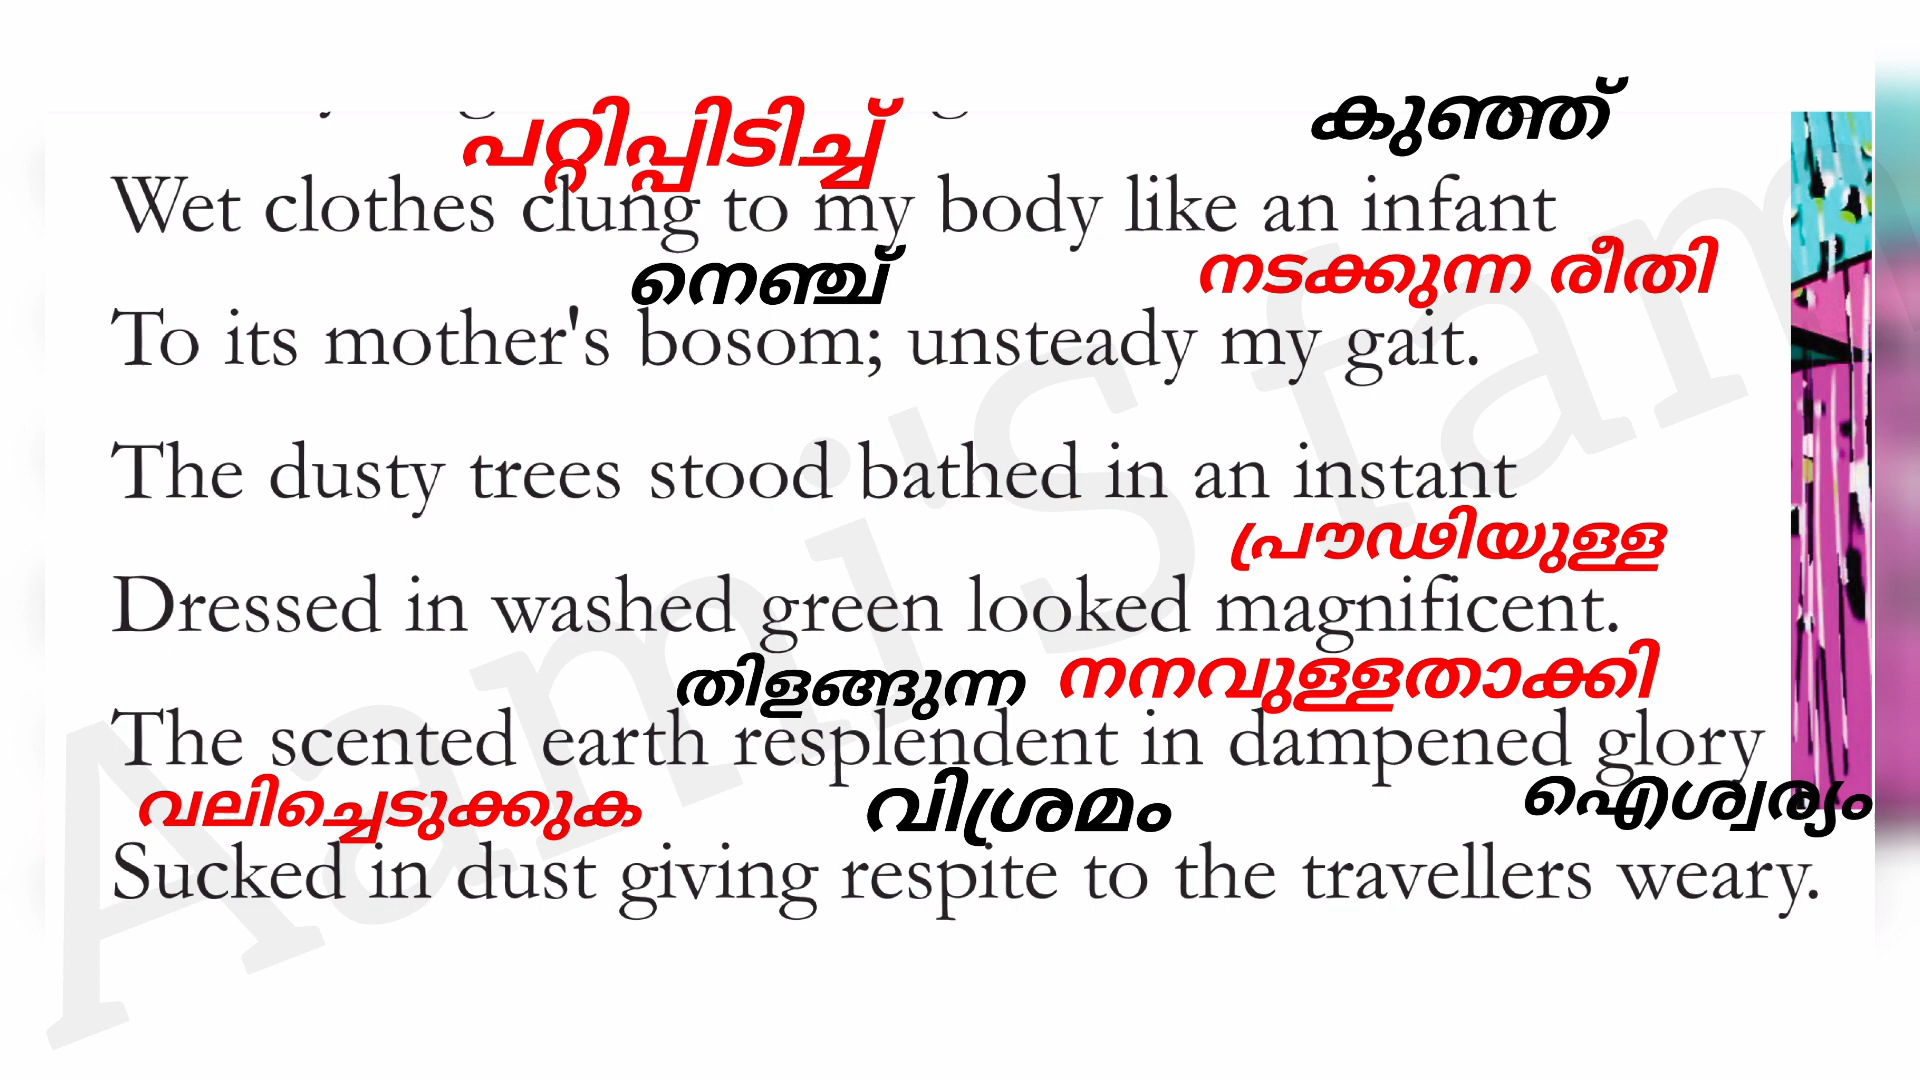 പറ്റിപ്പിടിച്ച് കുഞ്ഞ്
Wet clothes clung to my body like an infant
നെഞ്ച് നടക്കുന്ന രീതി
To its mother's bosom; unsteady my gait.
The dusty trees stood bathed in an instant
പ്രൗഢിയുള്ള
Dressed in washed green looked magnificent.
തിളങ്ങുന്ന നനവുള്ളതാക്കി
The scented earth resplendent in dampened glory
വലിച്ചെടുക്കുക വിശ്രമം ഐശ്വര്യം
Sucked in dust giving respite to the travellers weary.
Aami'S fam